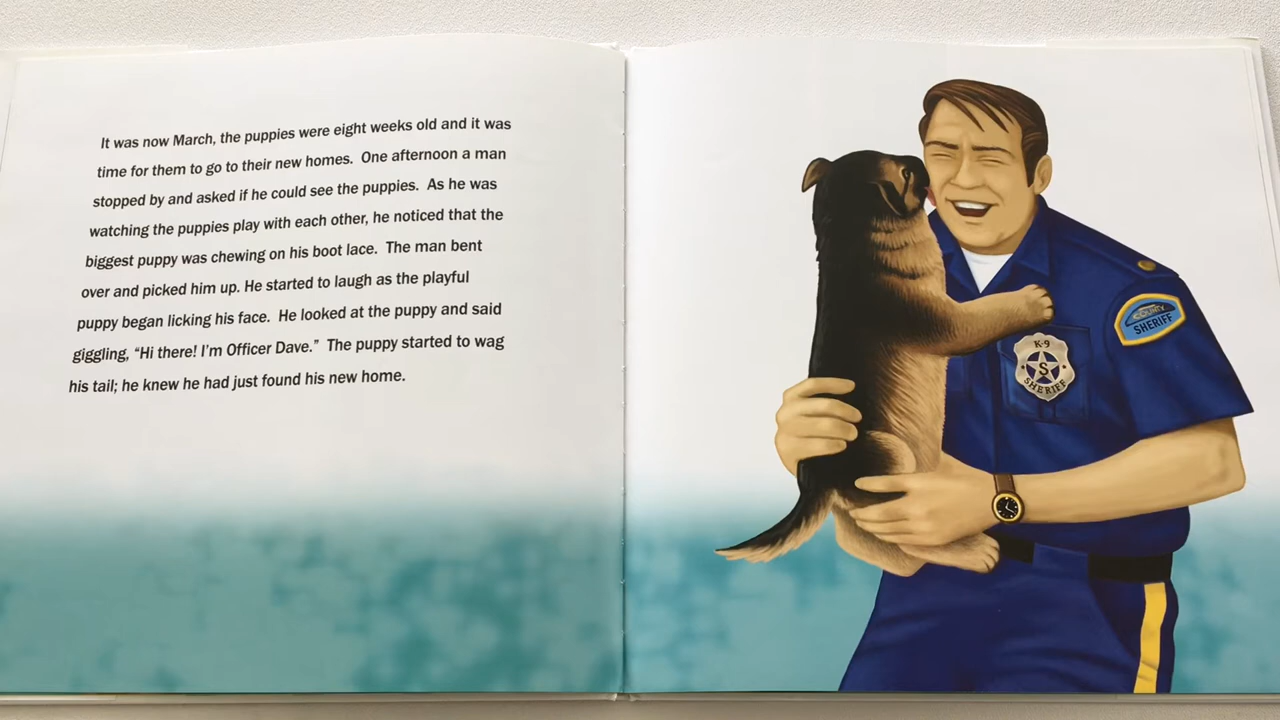 It was now March, the puppies were eight weeks old and it was
time for them to go to their new homes.  One afternoon a man
stopped by and asked if he could see the puppies.  As he was
watching the puppies play with each other, he noticed that the
biggest puppy was chewing on his boot lace.  The man bent
over and picked him up. He started to laugh as the playful
puppy began licking his face.  He looked at the puppy and said
giggling, “Hi there! I’m Officer Dave.”  The puppy started to wag
his tail; he knew he had just found his new home.
COUNTY
SHERIFF
K-9
S
SHERIFF